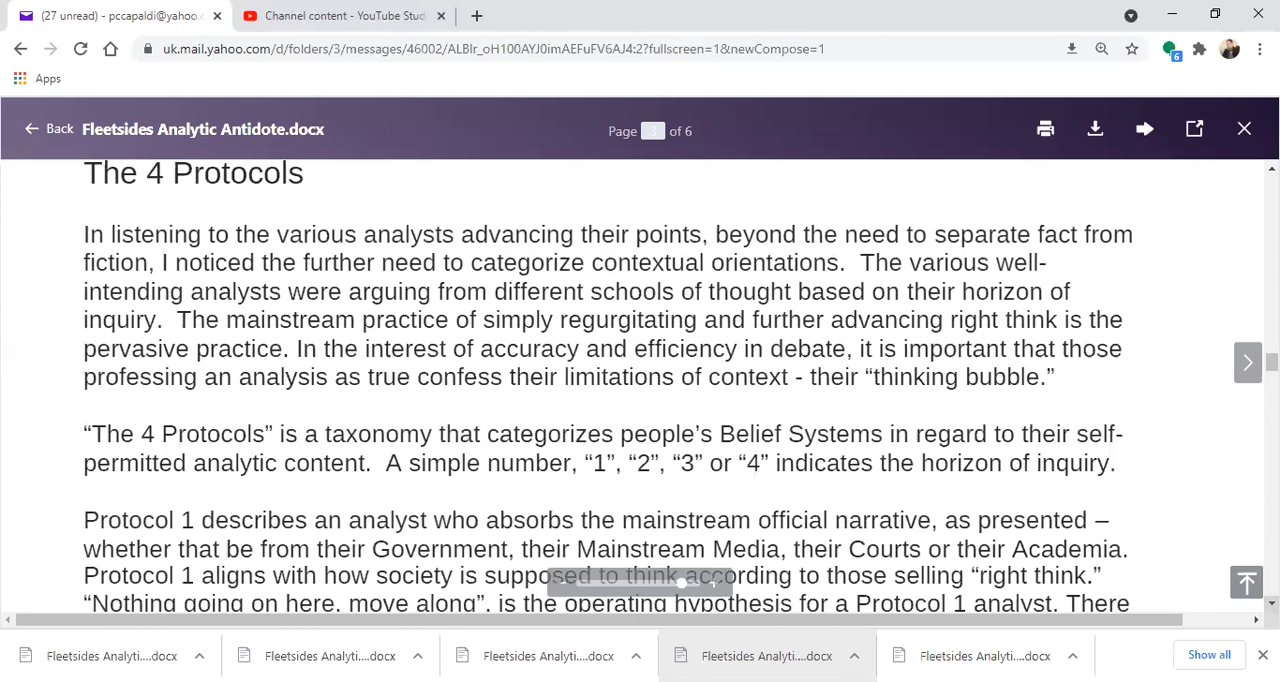 (27 unread) - pccapaldi@yahoo.c
Channel content - YouTube Stud
uk.mail.yahoo.com/d/folders/3/messages/46002/ALBlr_oH100AYJ0imAEFuFV6AJ4:2?fullscreen=1&newCompose=1
6
Apps
Back Fleetsides Analytic Antidote.docx
Page 3 of 6
The 4 Protocols
In listening to the various analysts advancing their points, beyond the need to separate fact from
fiction, I noticed the further need to categorize contextual orientations.  The various well-
intending analysts were arguing from different schools of thought based on their horizon of
inquiry.  The mainstream practice of simply regurgitating and further advancing right think is the
pervasive practice. In the interest of accuracy and efficiency in debate, it is important that those
professing an analysis as true confess their limitations of context - their “thinking bubble.”
“The 4 Protocols” is a taxonomy that categorizes people’s Belief Systems in regard to their self-
permitted analytic content.  A simple number, “1”, “2”, “3” or “4” indicates the horizon of inquiry.
Protocol 1 describes an analyst who absorbs the mainstream official narrative, as presented –
whether that be from their Government, their Mainstream Media, their Courts or their Academia.
Protocol 1 aligns with how society is supposed to think according to those selling “right think.”
“Nothing going on here, move along”, is the operating hypothesis for a Protocol 1 analyst. There
Fleetsides Analyti....docx
Fleetsides Analyti....docx
Fleetsides Analyti....docx
Fleetsides Analyti....docx
Fleetsides Analyti....docx
Show all